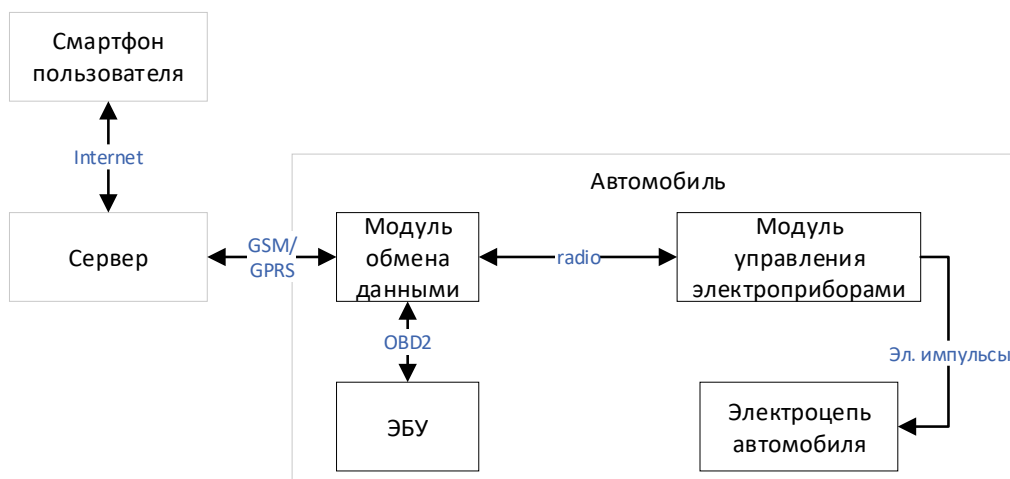 Смартфон
пользователя
Internet
Автомобиль
Сервер
GSM/
GPRS
Модуль
обмена
данными
radio
Модуль
управления
электроприборами
OBD2
Эл. импульсы
ЭБУ
Электроцепь
автомобиля